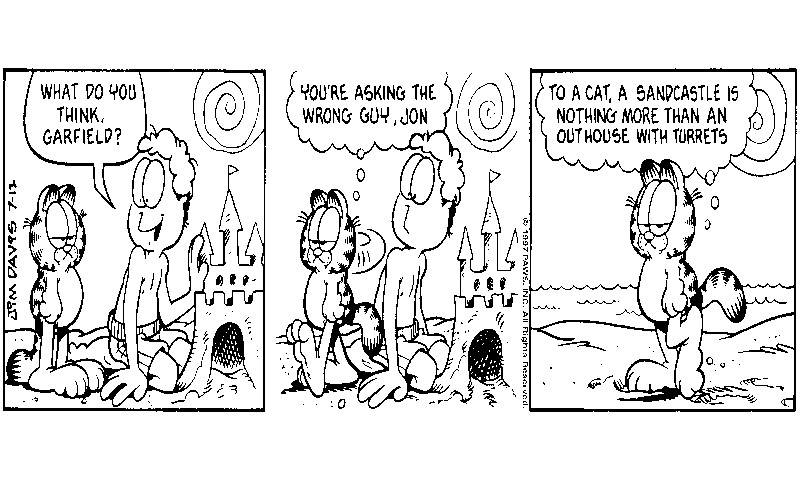 WHAT DO YOU
THINK,
GARFIELD?
JIM DAVIS 7-12
YOU'RE ASKING THE
WRONG GUY, JON
© 1997 PAWS, INC. All Rights Reserved.
TO A CAT, A SANDCASTLE IS
NOTHING MORE THAN AN
OUTHOUSE WITH TURRETS